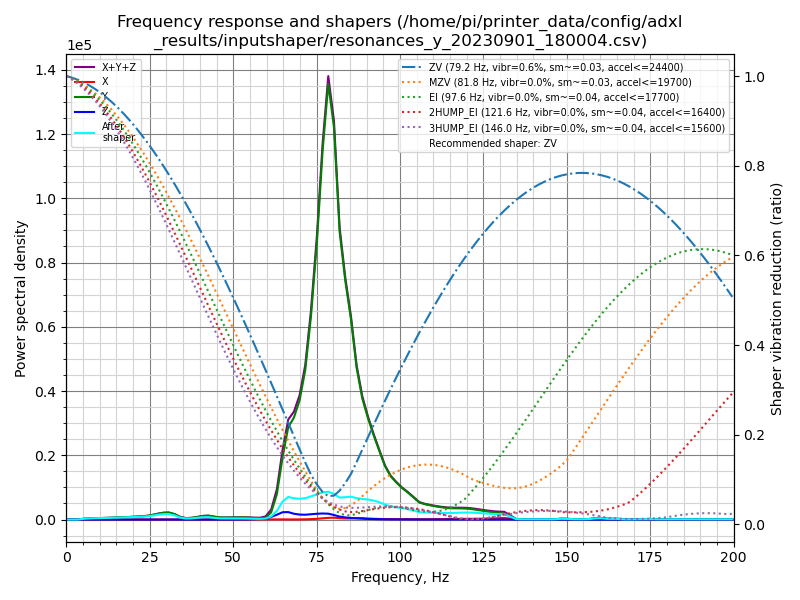 Frequency response and shapers (/home/pi/printer_data/config/adxl
_results/inputshaper/resonances_y_20230901_180004.csv)
1e5
X+Y+Z
X
Y
Z
After
shaper
ZV (79.2 Hz, vibr=0.6%, sm~=0.03, accel<=24400)
MZV (81.8 Hz, vibr=0.0%, sm~=0.03, accel<=19700)
EI (97.6 Hz, vibr=0.0%, sm~=0.04, accel<=17700)
2HUMP_EI (121.6 Hz, vibr=0.0%, sm~=0.04, accel<=16400)
3HUMP_EI (146.0 Hz, vibr=0.0%, sm~=0.04, accel<=15600)
Recommended shaper: ZV
Power spectral density
1.4
1.2
1.0
0.8
0.6
0.4
0.2
0.0
1.0
0.8
0.6
0.4
0.2
0.0
Shaper vibration reduction (ratio)
0 25 50 75 100 125 150 175 200
Frequency, Hz